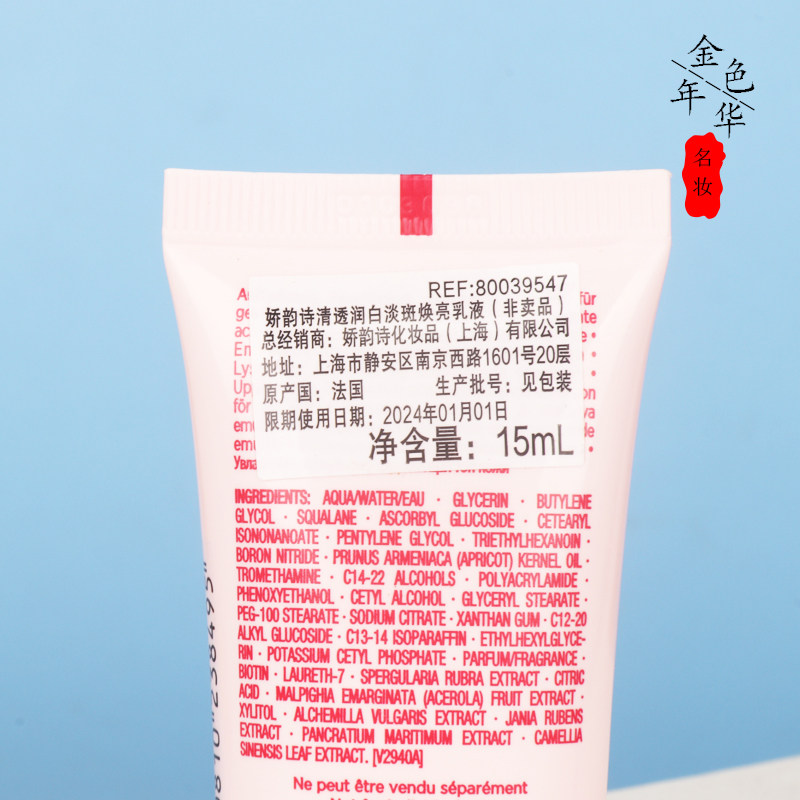 金色年华
名妆
REF:80039547
娇韵诗清透润白淡斑焕亮乳液（非卖品）
总经销商：娇韵诗化妆品（上海）有限公司
地址：上海市静安区南京西路1601号20层
原产国：法国 生产批号：见包装
限期使用日期：2024年01月01日
净含量：15mL
für
INGREDIENTS: AQUA/WATER/EAU · GLYCERIN · BUTYLENE
GLYCOL · SQUALANE · ASCORBYL GLUCOSIDE · CETEARYL
ISONONANOATE · PENTYLENE GLYCOL · TRIETHYLHEXANOIN ·
BORON NITRIDE · PRUNUS ARMENIACA (APRICOT) KERNEL OIL ·
TROMETHAMINE · C14-22 ALCOHOLS · POLYACRYLAMIDE ·
PHENOXYETHANOL · CETYL ALCOHOL · GLYCERYL STEARATE ·
PEG-100 STEARATE · SODIUM CITRATE · XANTHAN GUM · C12-20
ALKYL GLUCOSIDE · C13-14 ISOPARAFFIN · ETHYLHEXYLGLYCE-
RIN · POTASSIUM CETYL PHOSPHATE · PARFUM/FRAGRANCE ·
BIOTIN · LAURETH-7 · SPERGULARIA RUBRA EXTRACT · CITRIC
ACID · MALPIGHIA EMARGINATA (ACEROLA) FRUIT EXTRACT ·
XYLITOL · ALCHEMILLA VULGARIS EXTRACT · JANIA RUBENS
EXTRACT · PANCRATIUM MARITIMUM EXTRACT · CAMELLIA
SINENSIS LEAF EXTRACT. [V2940A]
Ne peut être vendu séparément